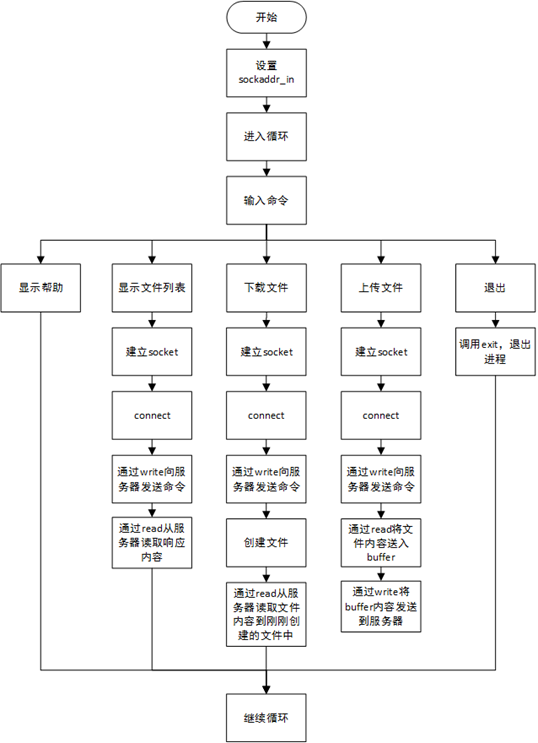 开始
设置
sockaddr_in
进入循环
输入命令
显示帮助
显示文件列表
下载文件
上传文件
退出
建立socket
建立socket
建立socket
调用exit，退出
进程
connect
connect
connect
通过write向服
务器发送命令
通过write向服
务器发送命令
通过write向服
务器发送命令
通过read从服
务器读取响应
内容
创建文件
通过read将文
件内容送入
buffer
通过read从服
务器读取文件
内容到刚刚创
建的文件中
通过write将
buffer内容发送
到服务器
继续循环